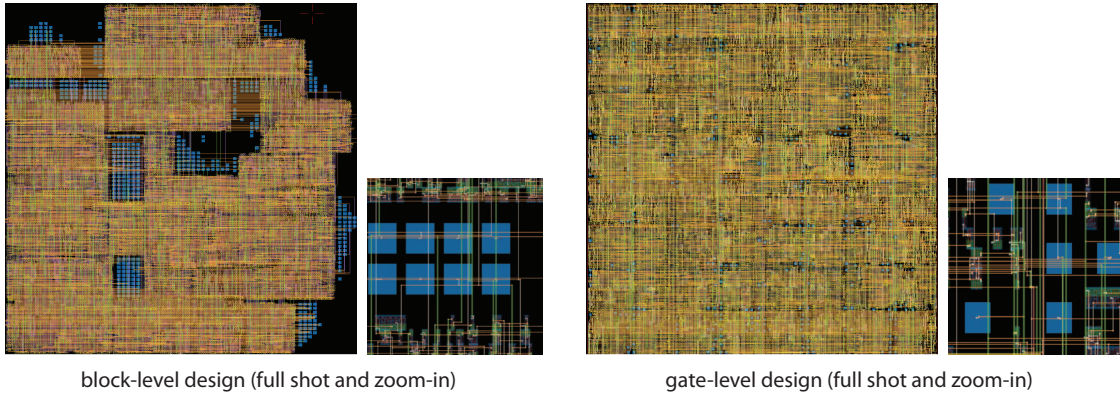 block-level design (full shot and zoom-in)
gate-level design (full shot and zoom-in)